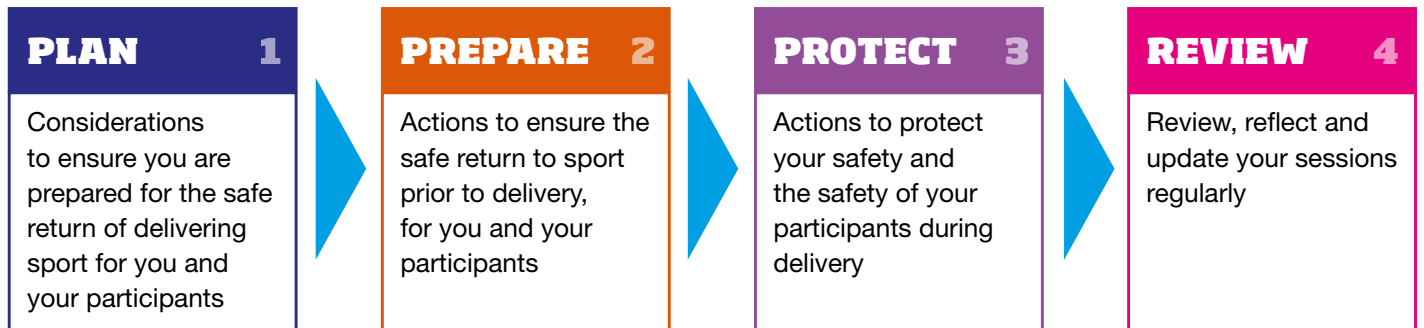 PLAN 1
Considerations
to ensure you are
prepared for the safe
return of delivering
sport for you and
your participants
PREPARE 2
Actions to ensure the
safe return to sport
prior to delivery,
for you and your
participants
PROTECT 3
Actions to protect
your safety and
the safety of your
participants during
delivery
REVIEW 4
Review, reflect and
update your sessions
regularly